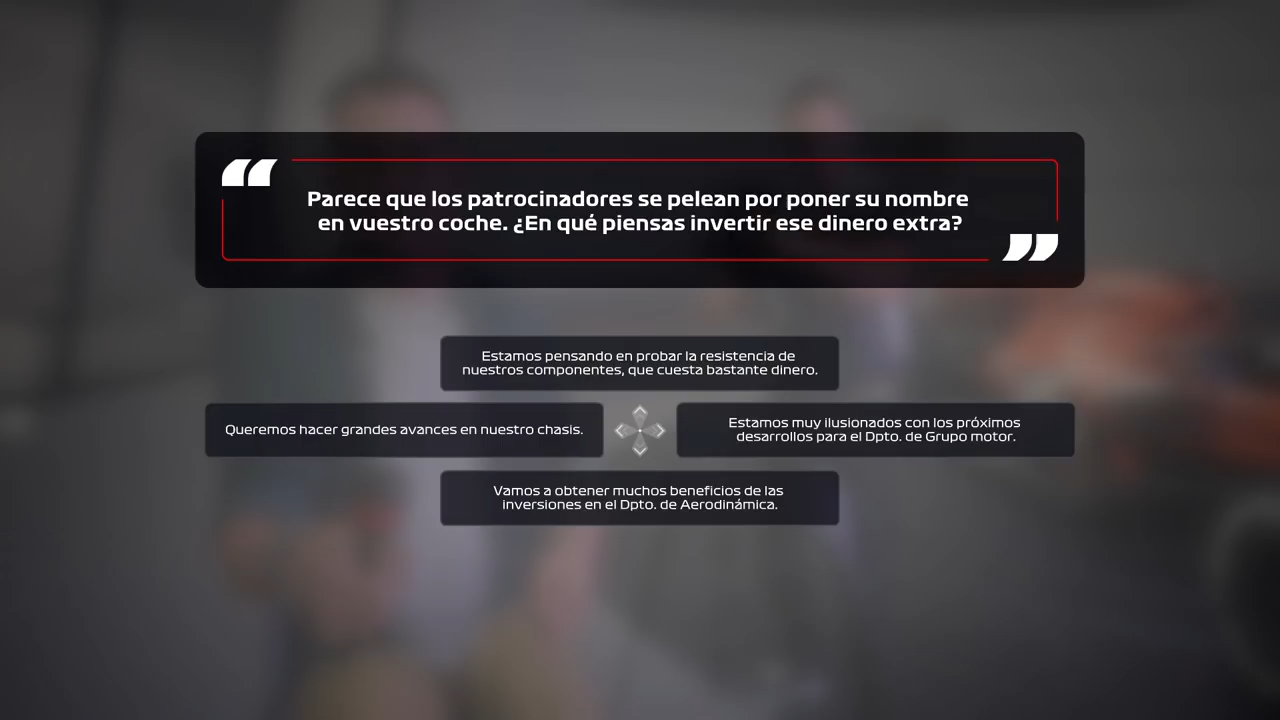 Parece que los patrocinadores se pelean por poner su nombre
en vuestro coche. ¿En qué piensas invertir ese dinero extra?
Estamos pensando en probar la resistencia de
nuestros componentes, que cuesta bastante dinero.
Queremos hacer grandes avances en nuestro chasis.
Estamos muy ilusionados con los próximos
desarrollos para el Dpto. de Grupo motor.
Vamos a obtener muchos beneficios de las
inversiones en el Dpto. de Aerodinámica.